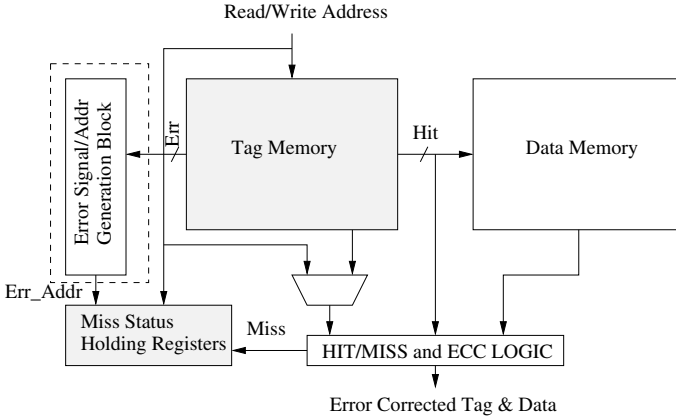 Read/Write Address
Error Signal/Addr
Generation Block
Err
Tag Memory
Hit
Data Memory
Err_Addr
Miss Status
Holding Registers
Miss
HIT/MISS and ECC LOGIC
Error Corrected Tag & Data